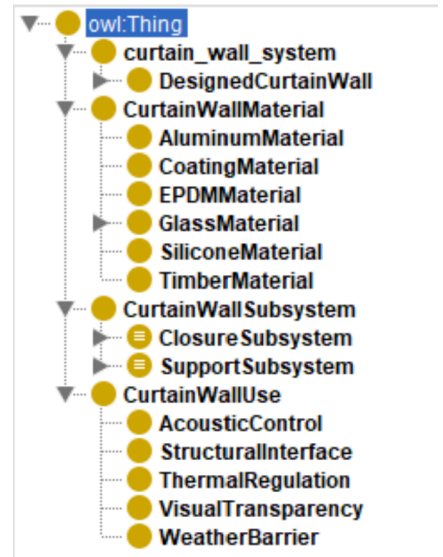 owl:Thing
curtain_wall_system
DesignedCurtainWall
CurtainWallMaterial
AluminumMaterial
CoatingMaterial
EPDMMaterial
GlassMaterial
SiliconeMaterial
TimberMaterial
CurtainWallSubsystem
ClosureSubsystem
SupportSubsystem
CurtainWallUse
AcousticControl
StructuralInterface
ThermalRegulation
VisualTransparency
WeatherBarrier